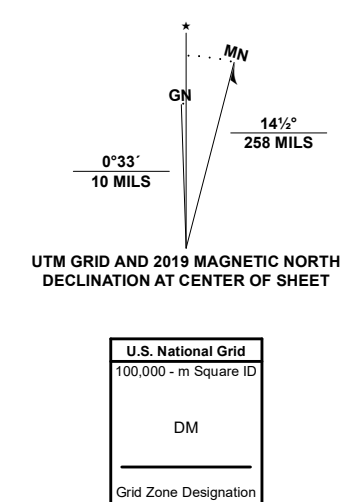 ★
MN
GN
14½°
258 MILS
0°33´
10 MILS
UTM GRID AND 2019 MAGNETIC NORTH
DECLINATION AT CENTER OF SHEET
U.S. National Grid
100,000 - m Square ID
DM
Grid Zone Designation